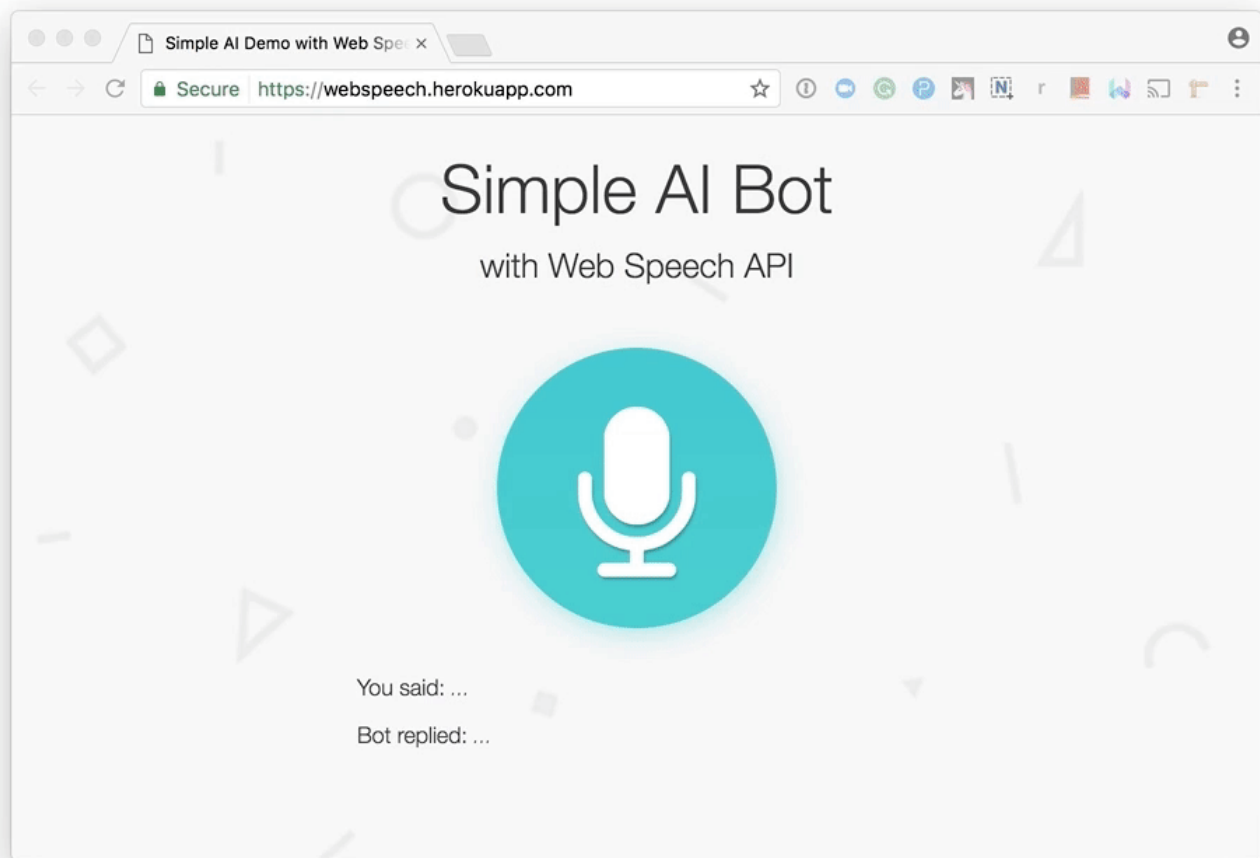 Simple AI Demo with Web Spe
Secure https://webspeech.herokuapp.com
Simple AI Bot
with Web Speech API
You said: ...
Bot replied: ...